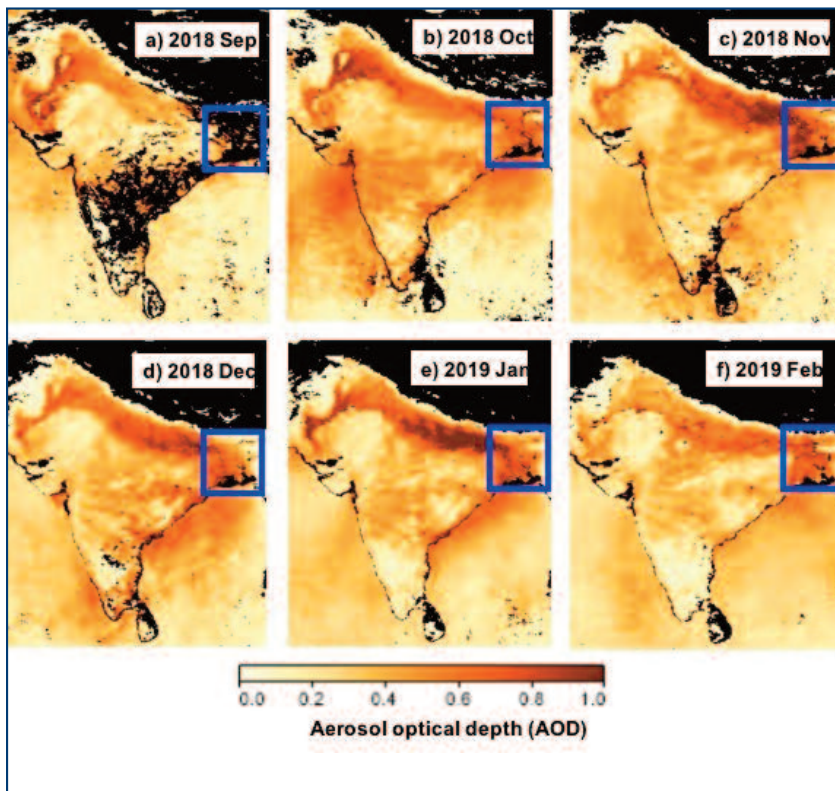 a) 2018 Sep
b) 2018 Oct
c) 2018 Nov
d) 2018 Dec
e) 2019 Jan
f) 2019 Feb
0.0 0.2 0.4 0.6 0.8 1.0
Aerosol optical depth (AOD)